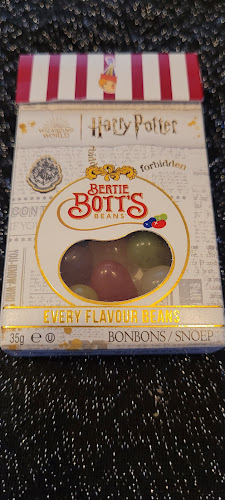 WIZARDING
WORLD
Harry Potter
forbidden
BERTIE
BOTT'S
BEANS
EVERY FLAVOUR BEANS
35g e U
BONBONS / SNOEP